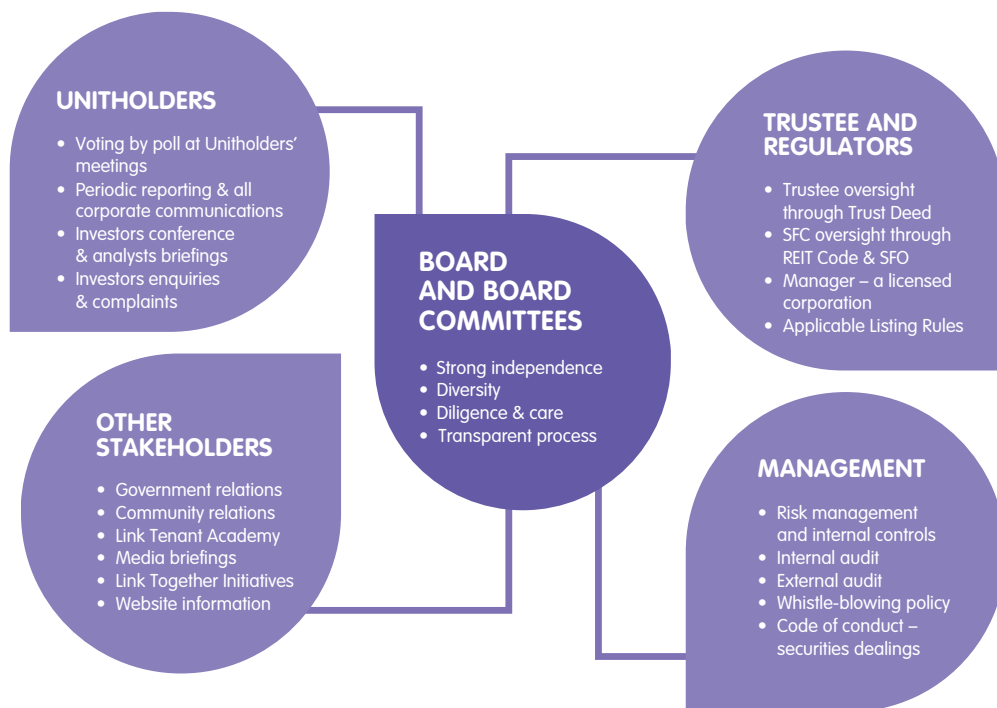 UNITHOLDERS
• Voting by poll at Unitholders’
meetings
• Periodic reporting & all
corporate communications
• Investors conference
& analysts briefings
• Investors enquiries
& complaints
TRUSTEE AND
REGULATORS
• Trustee oversight
through Trust Deed
• SFC oversight through
REIT Code & SFO
• Manager – a licensed
corporation
• Applicable Listing Rules
BOARD
AND BOARD
COMMITTEES
• Strong independence
• Diversity
• Diligence & care
• Transparent process
OTHER
STAKEHOLDERS
• Government relations
• Community relations
• Link Tenant Academy
• Media briefings
• Link Together Initiatives
• Website information
MANAGEMENT
• Risk management
and internal controls
• Internal audit
• External audit
• Whistle-blowing policy
• Code of conduct –
securities dealings